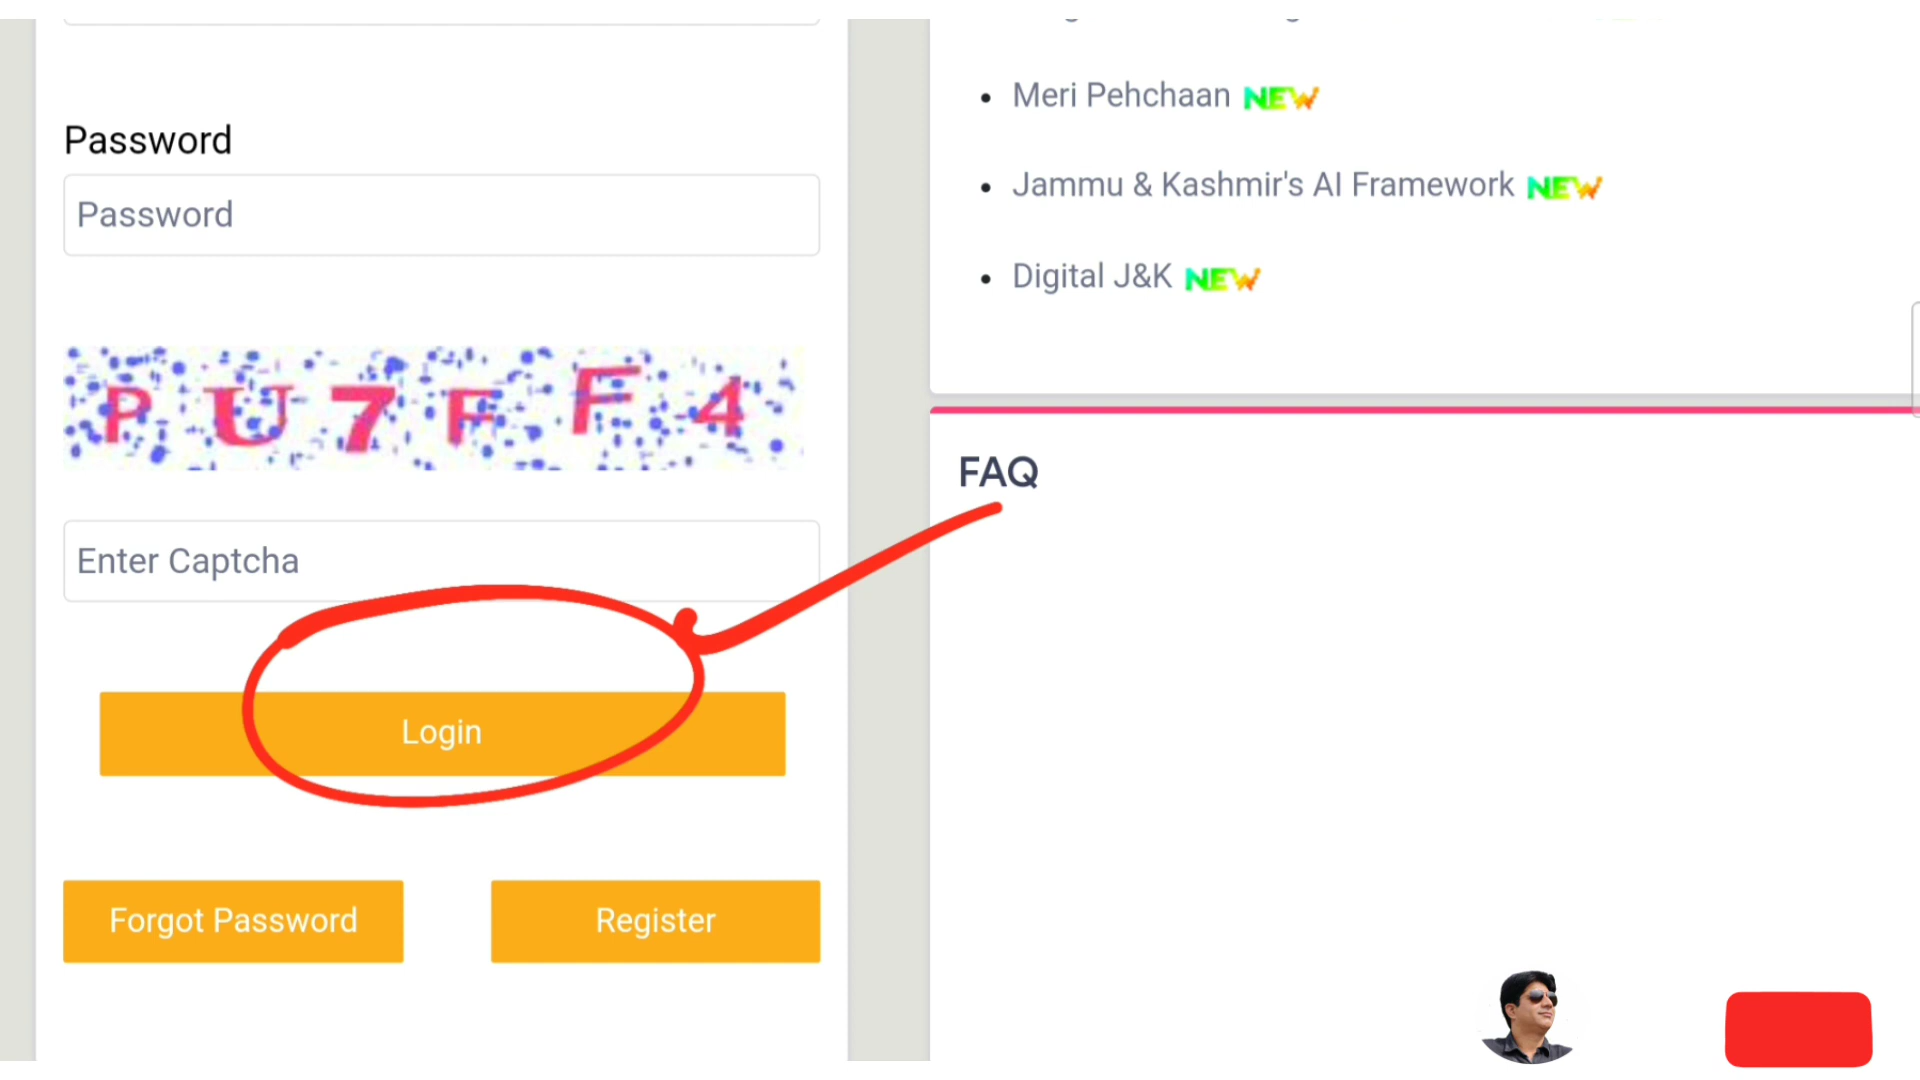 Password
Password
PU7FF4
Enter Captcha
Login
Forgot Password
Register
Meri Pehchaan NEW
Jammu & Kashmir's AI Framework NEW
Digital J&K NEW
FAQ